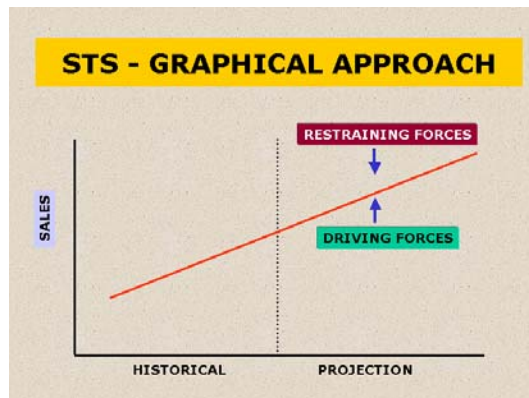 STS - GRAPHICAL APPROACH
RESTRAINING FORCES
SALES
DRIVING FORCES
HISTORICAL
PROJECTION